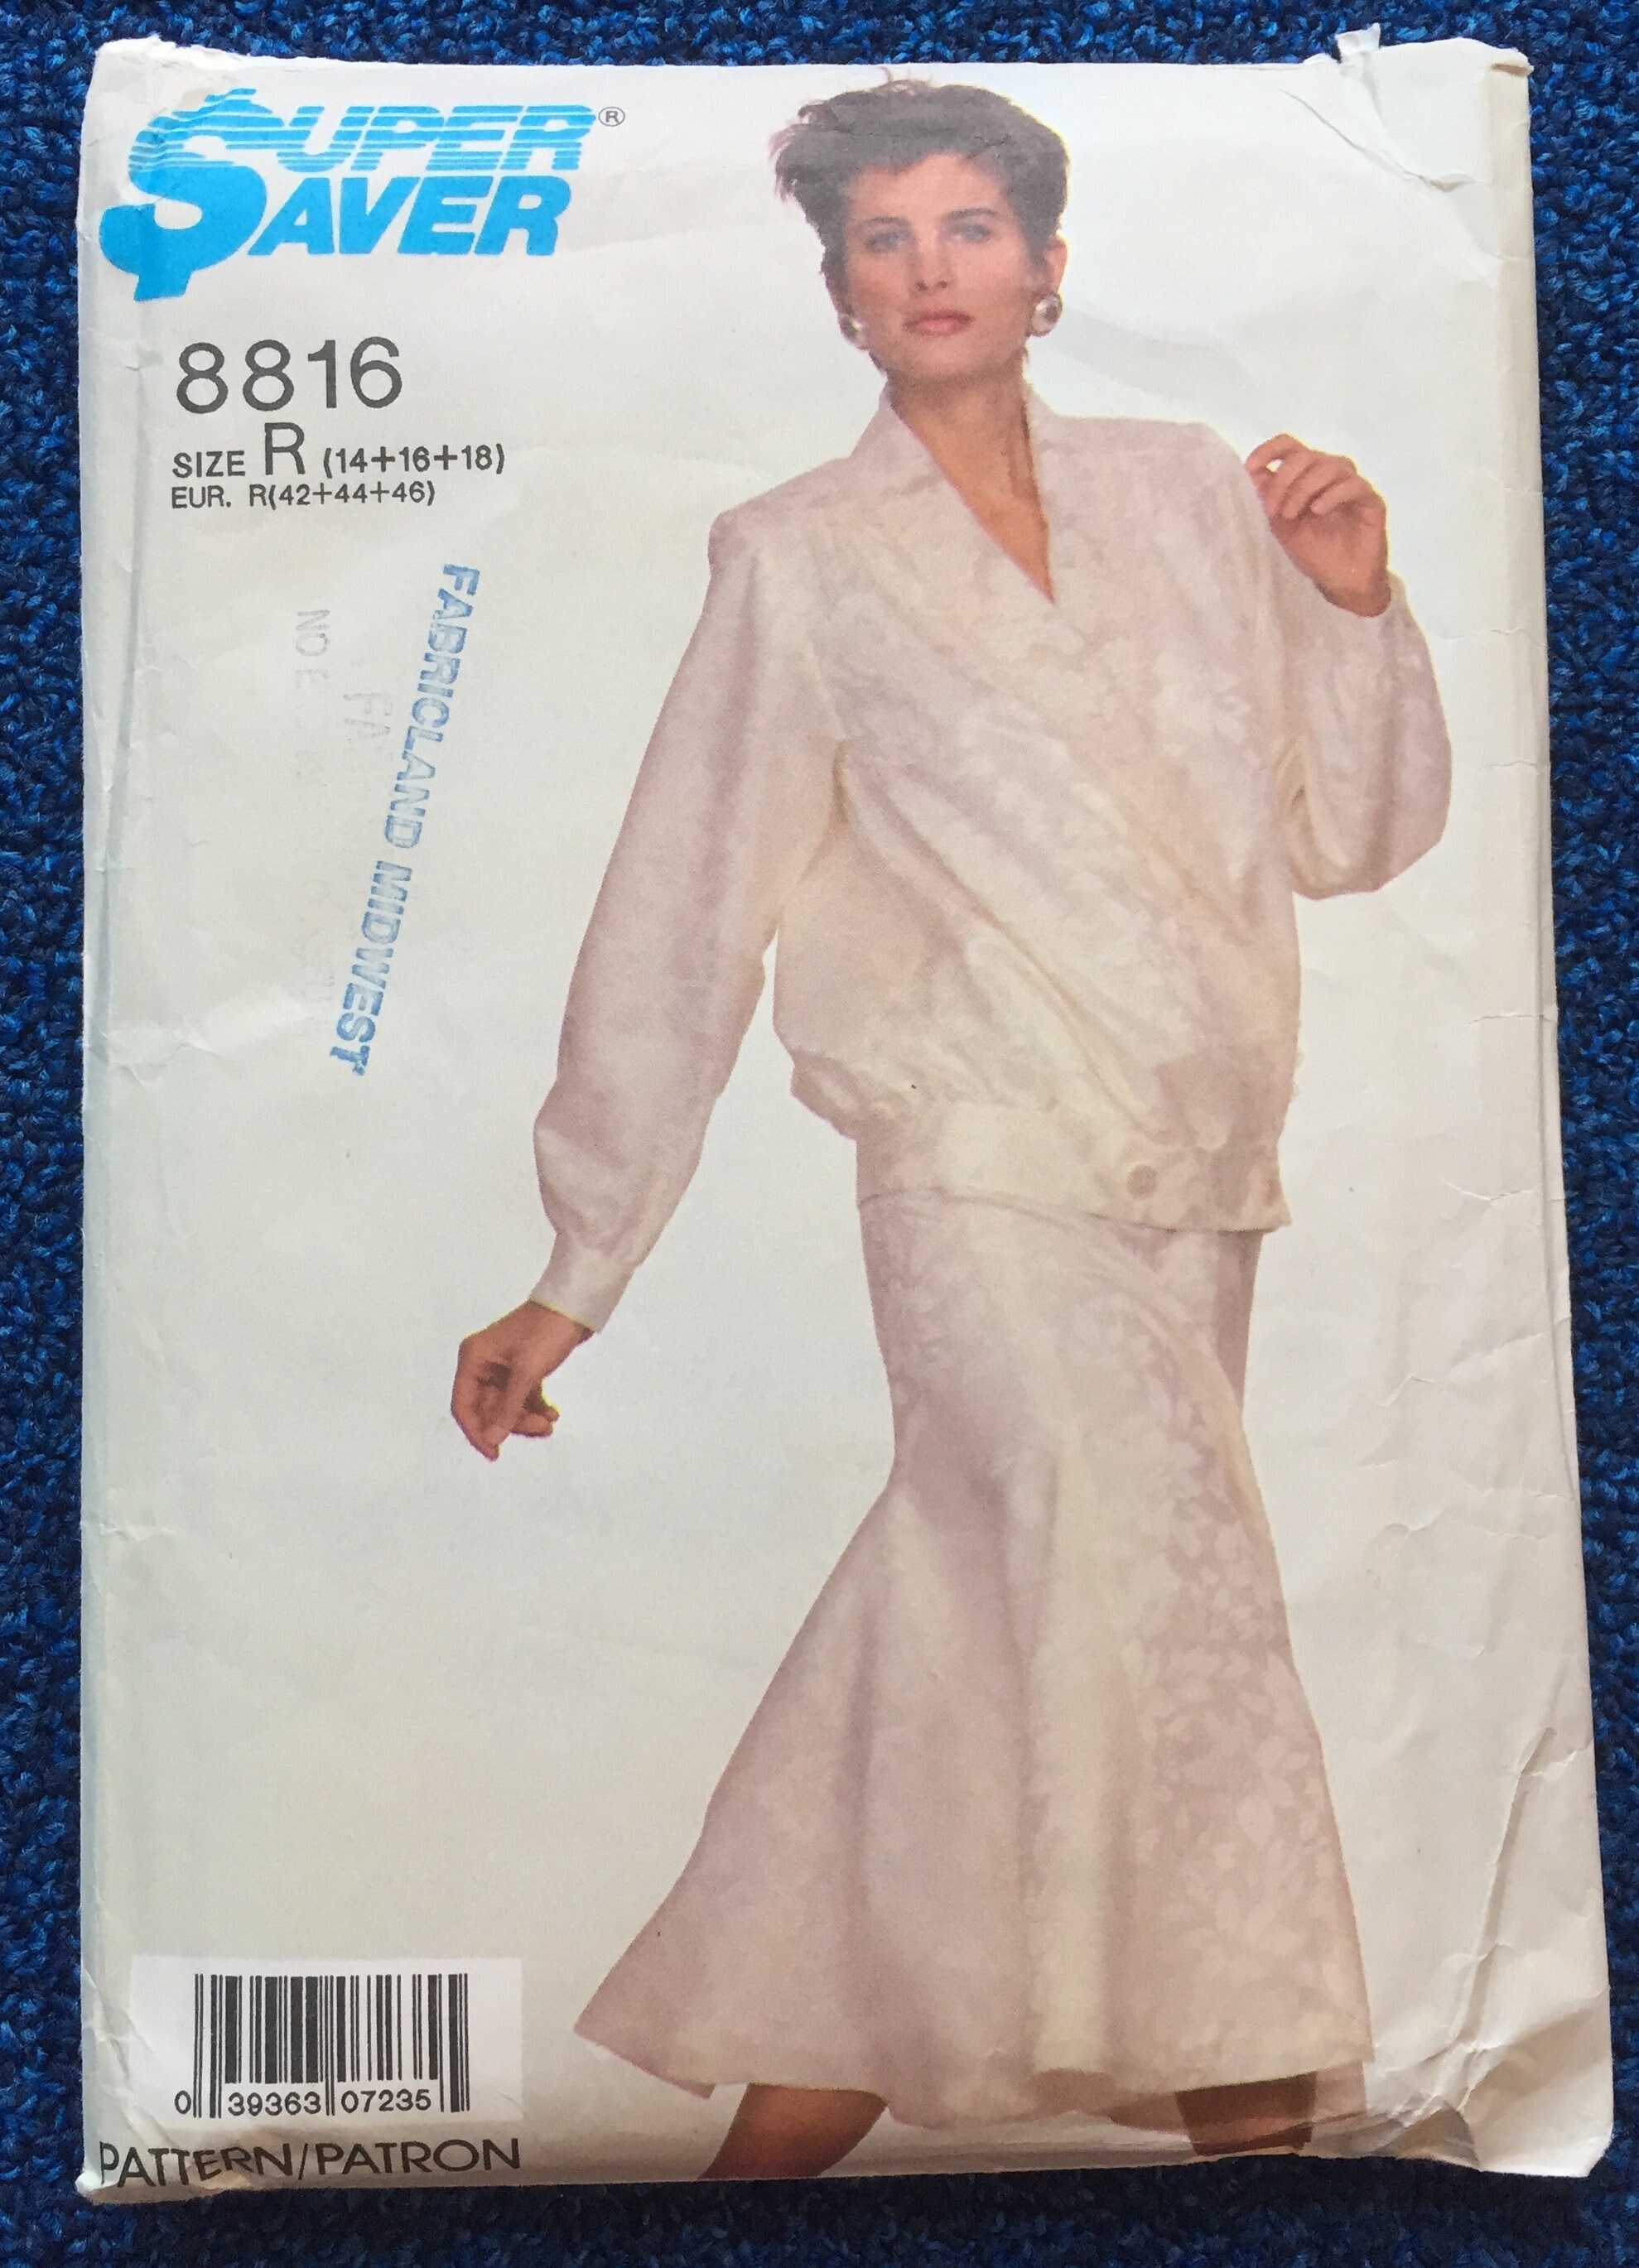 SUPER®
SAVER
8816
SIZE R (14+16+18)
EUR. R(42+44+46)
FABRICLAND MIDWEST
0 39363 07235
PATTERN/PATRON